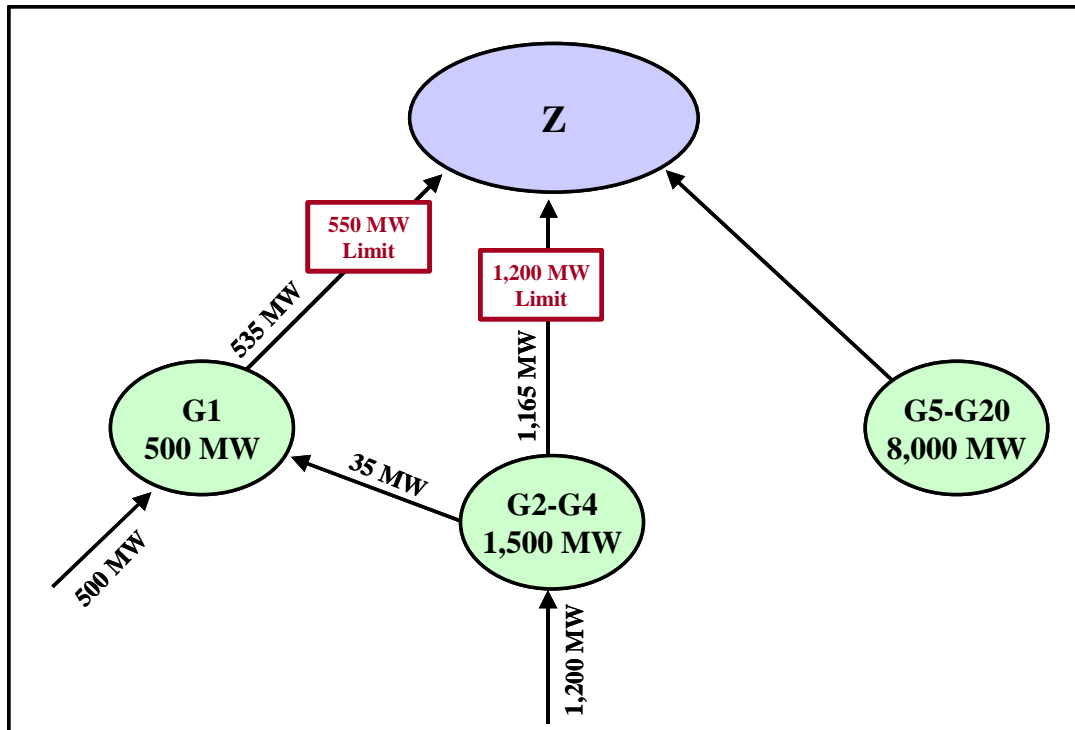 Z
550 MW
Limit
1,200 MW
Limit
535 MW
1,165 MW
G1
500 MW
G5-G20
8,000 MW
35 MW
G2-G4
1,500 MW
500 MW
1,200 MW